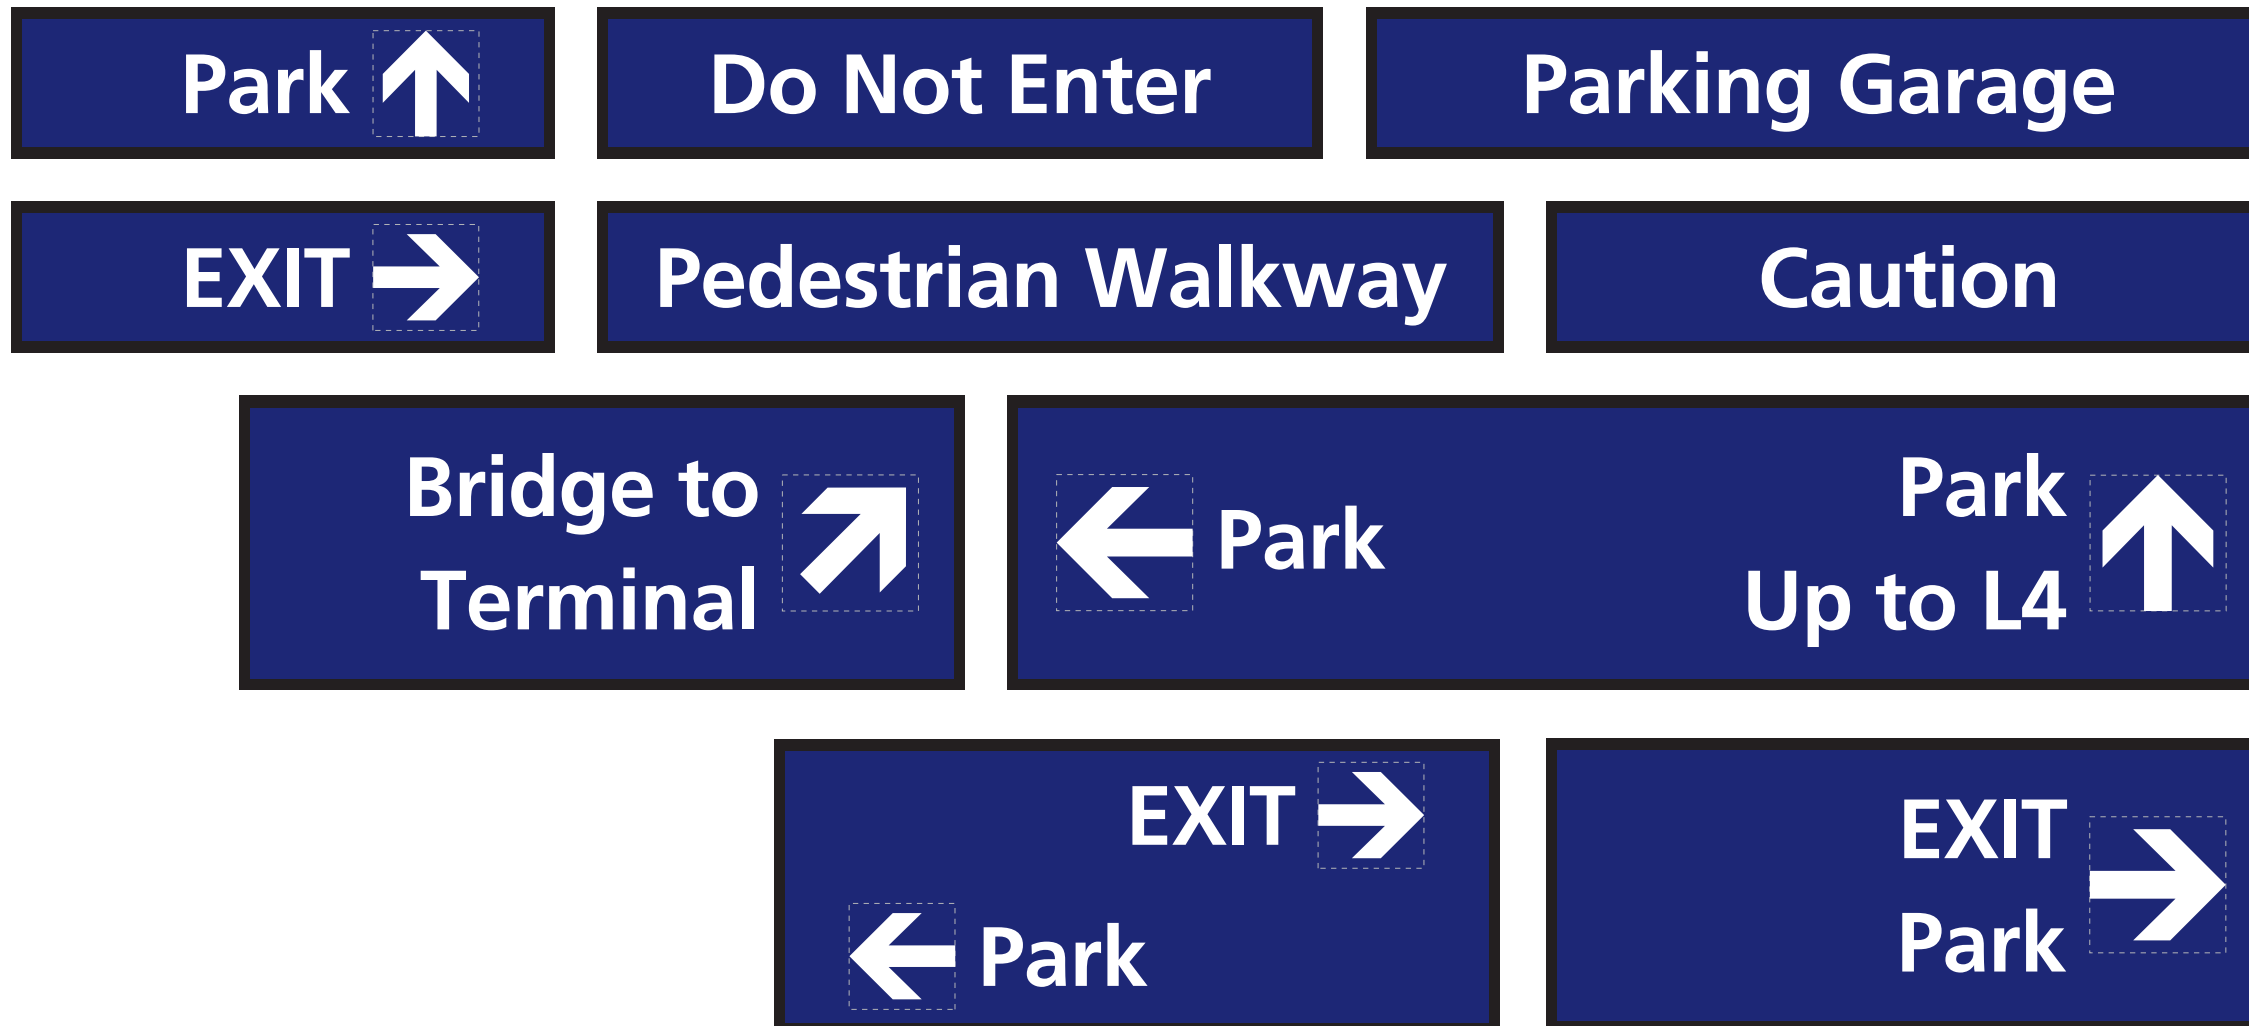 Park
Do Not Enter
Parking Garage
EXIT
Pedestrian Walkway
Caution
Bridge to
Terminal
Park
Park
Up to L4
EXIT
Park
EXIT
Park